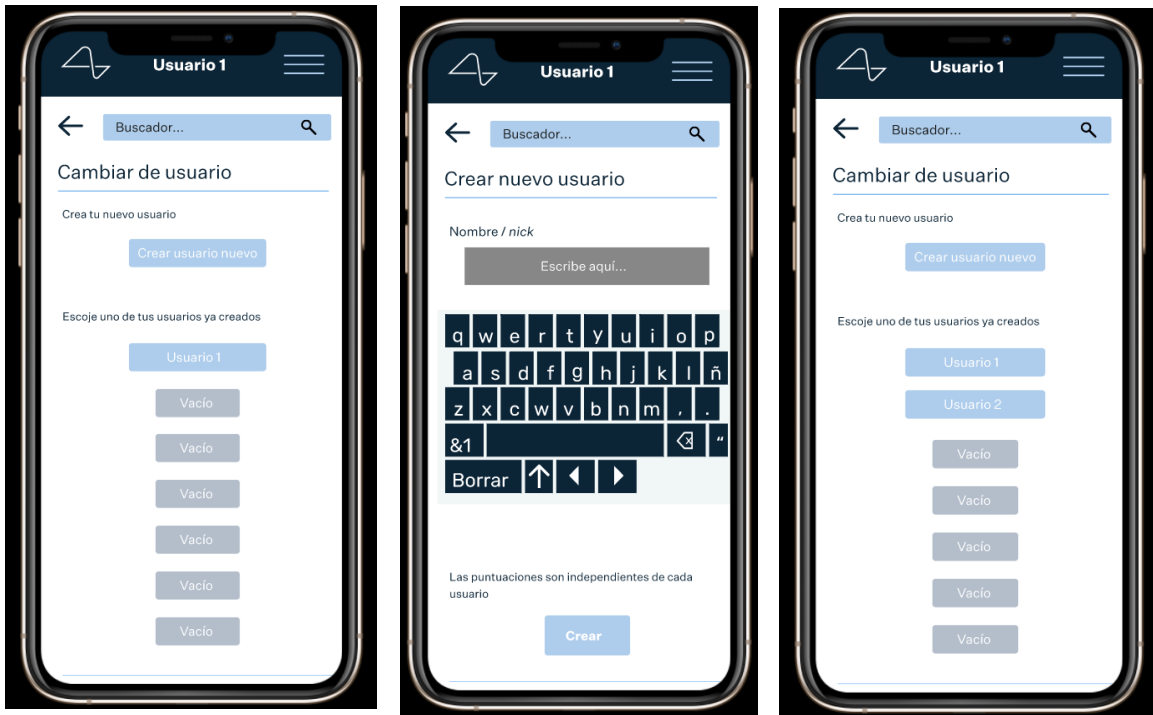 Usuario 1
Buscador...
Cambiar de usuario
Crea tu nuevo usuario
Crear usuario nuevo
Escoje uno de tus usuarios ya creados
Usuario 1
Vacío
Vacío
Vacío
Vacío
Vacío
Vacío
Usuario 1
Buscador...
Crear nuevo usuario
Nombre / nick
Escribe aquí...
q w e r t y u i o p
a s d f g h j k l ñ
z x c w v b n m , .
&1 "
Borrar
Las puntuaciones son independientes de cada
usuario
Crear
Usuario 1
Buscador...
Cambiar de usuario
Crea tu nuevo usuario
Crear usuario nuevo
Escoje uno de tus usuarios ya creados
Usuario 1
Usuario 2
Vacío
Vacío
Vacío
Vacío
Vacío